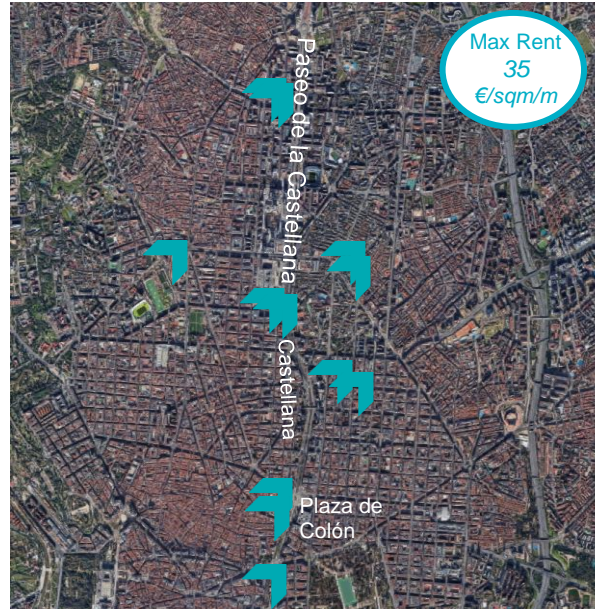 Max Rent
35
€/sqm/m
Paseo de la Castellana
Castellana
Plaza de
Colón